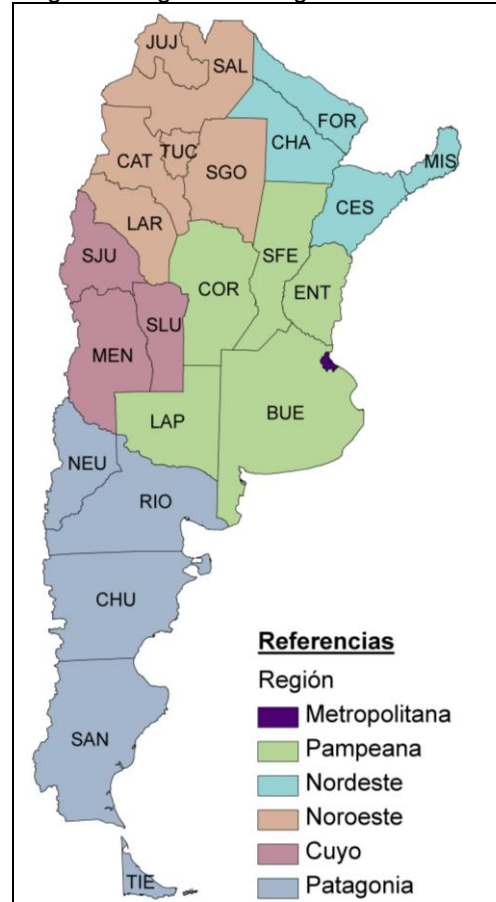 JUJ
SAL
FOR
CHA
MIS
CAT
TUC
SGO
CES
LAR
SJU
SFE
COR
ENT
SLU
MEN
BUE
LAP
NEU
RIO
CHU
SAN
TIE
Referencias
Región
Metropolitana
Pampeana
Nordeste
Noroeste
Cuyo
Patagonia